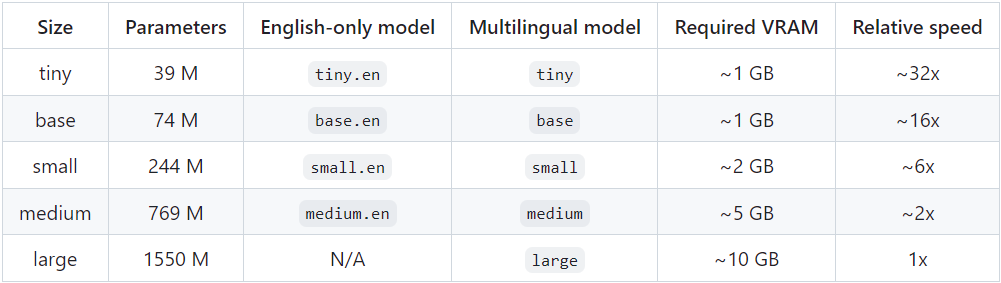 Size Parameters English-only model Multilingual model Required VRAM Relative speed
tiny 39 M tiny.en tiny ~1 GB ~32x
base 74 M base.en base ~1 GB ~16x
small 244 M small.en small ~2 GB ~6x
medium 769 M medium.en medium ~5 GB ~2x
large 1550 M N/A large ~10 GB 1x